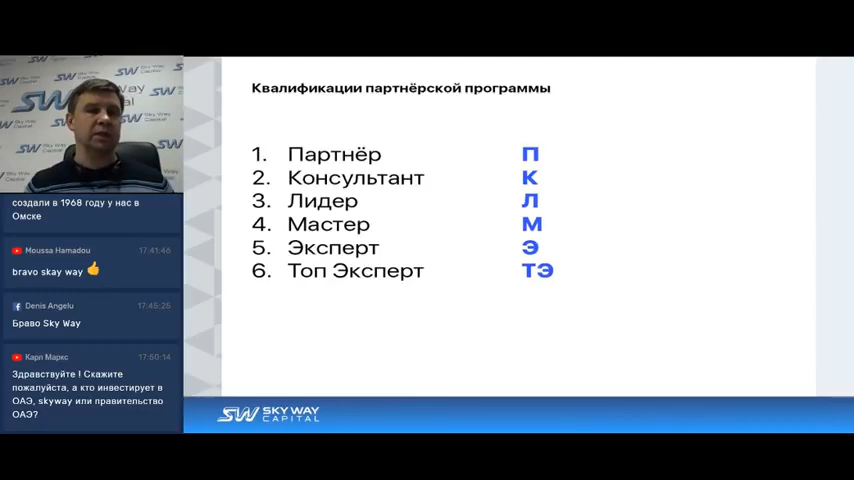 Квалификации партнёрской программы
1. Партнёр П
2. Консультант К
3. Лидер Л
4. Мастер М
5. Эксперт Э
6. Топ Эксперт ТЭ
SW SKY WAY
CAPITAL
создали в 1968 году у нас в
Омске
Moussa Hamadou 17:41:46
bravo skay way 👍
Denis Angelu 17:45:25
Браво Sky Way
Карл Маркс 17:50:14
Здравствуйте ! Скажите
пожалуйста, а кто инвестирует в
ОАЭ, skyway или правительство
ОАЭ?